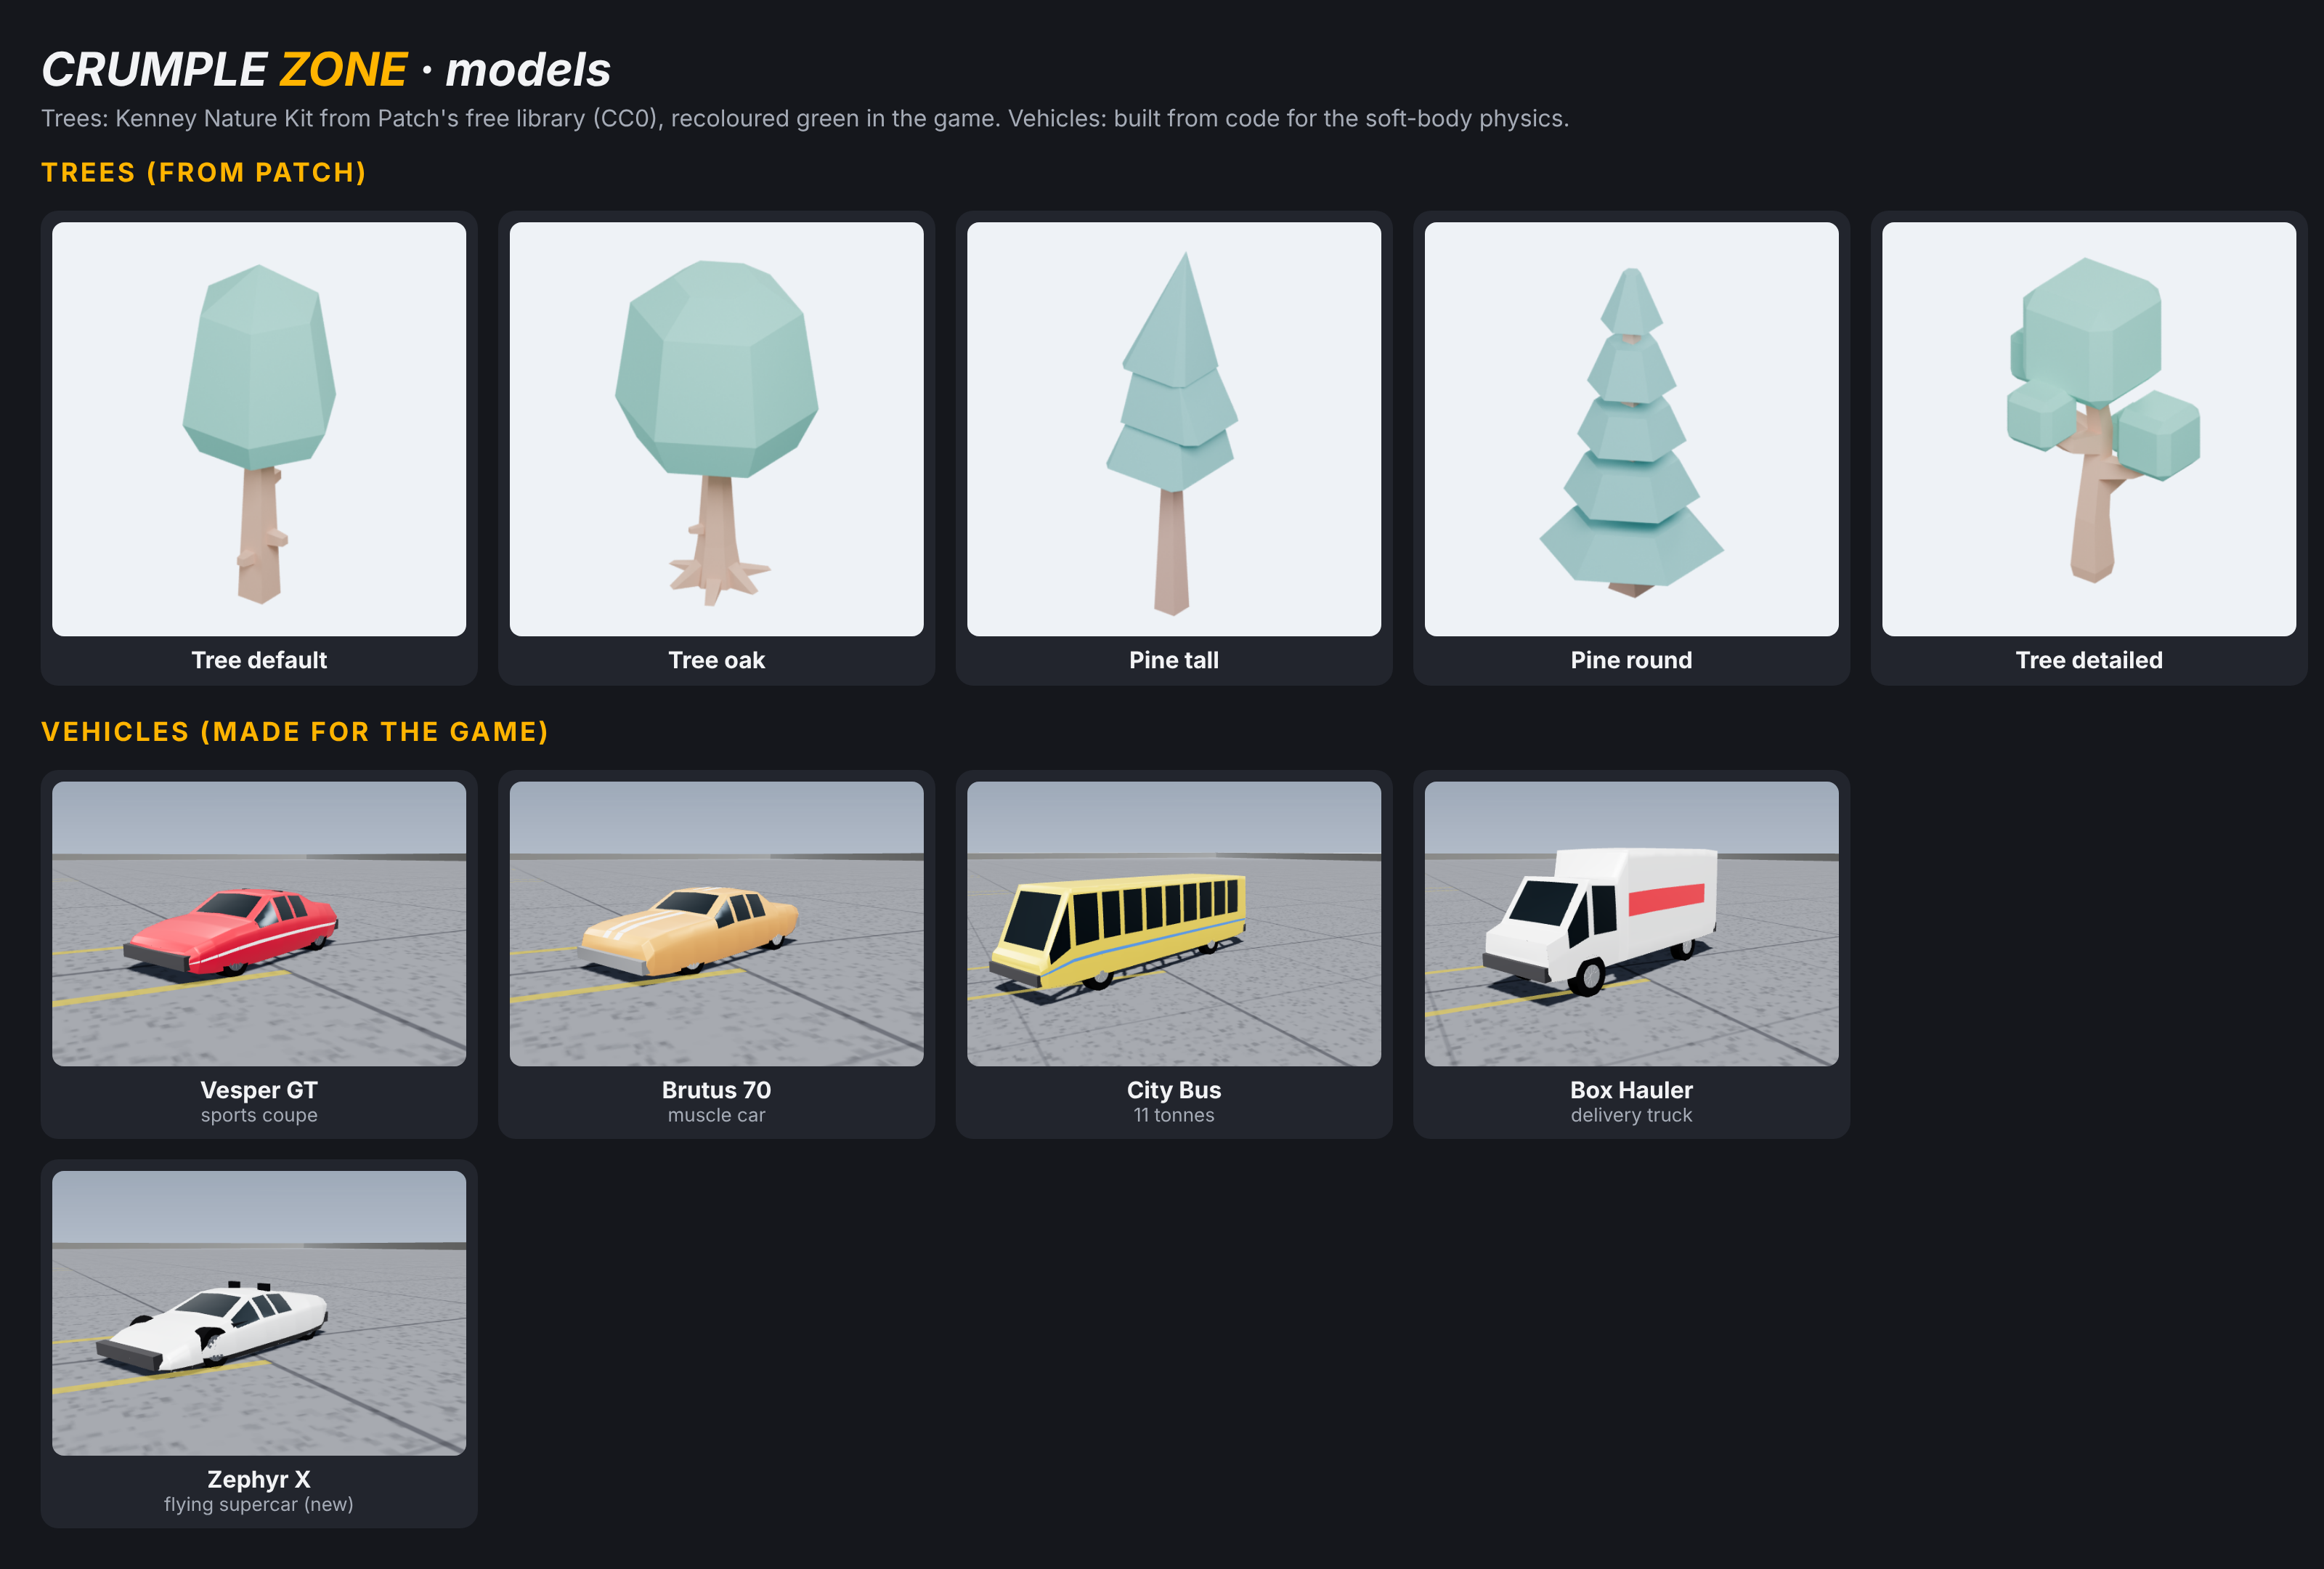 CRUMPLE ZONE · models
Trees: Kenney Nature Kit from Patch's free library (CC0), recoloured green in the game. Vehicles: built from code for the soft-body physics.
TREES (FROM PATCH)
Tree default
Tree oak
Pine tall
Pine round
Tree detailed
VEHICLES (MADE FOR THE GAME)
Vesper GT
sports coupe
Brutus 70
muscle car
City Bus
11 tonnes
Box Hauler
delivery truck
Zephyr X
flying supercar (new)